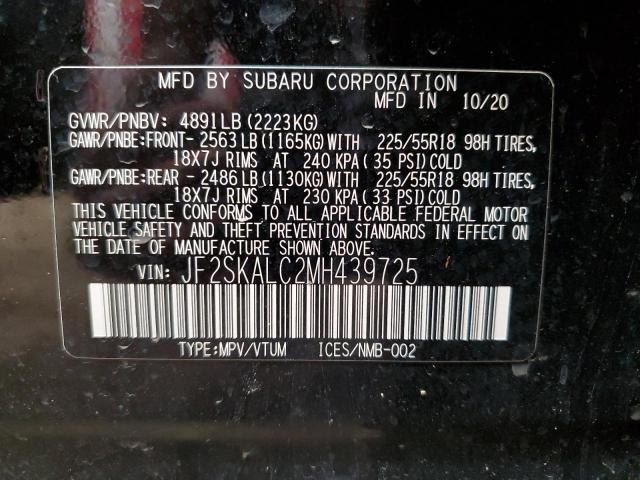 MFD BY SUBARU CORPORATION
MFD IN 10/20
GVWR/PNBV: 4891LB (2223KG)
GAWR/PNBE:FRONT-2563LB(1165KG)WITH 225/55R18 98H TIRES,
18X7J RIMS AT 240 KPA(35 PSI)COLD
GAWR/PNBE:REAR -2486LB(1130KG)WITH 225/55R18 98H TIRES,
18X7J RIMS AT 230 KPA(33 PSI)COLD
THIS VEHICLE CONFORMS TO ALL APPLICABLE FEDERAL MOTOR
VEHICLE SAFETY AND THEFT PREVENTION STANDARDS IN EFFECT
ON THE DATE OF MANUFACTURE SHOWN ABOVE.
VIN: JF2SKALC2MH439725
TYPE:MPV/VTUM ICES/NMB-002